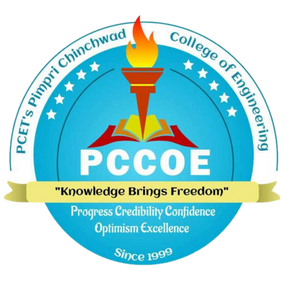 PCET's Pimpri Chinchwad College of Engineering
PCCOE
"Knowledge Brings Freedom"
Progress Credibility Confidence
Optimism Excellence
Since 1999